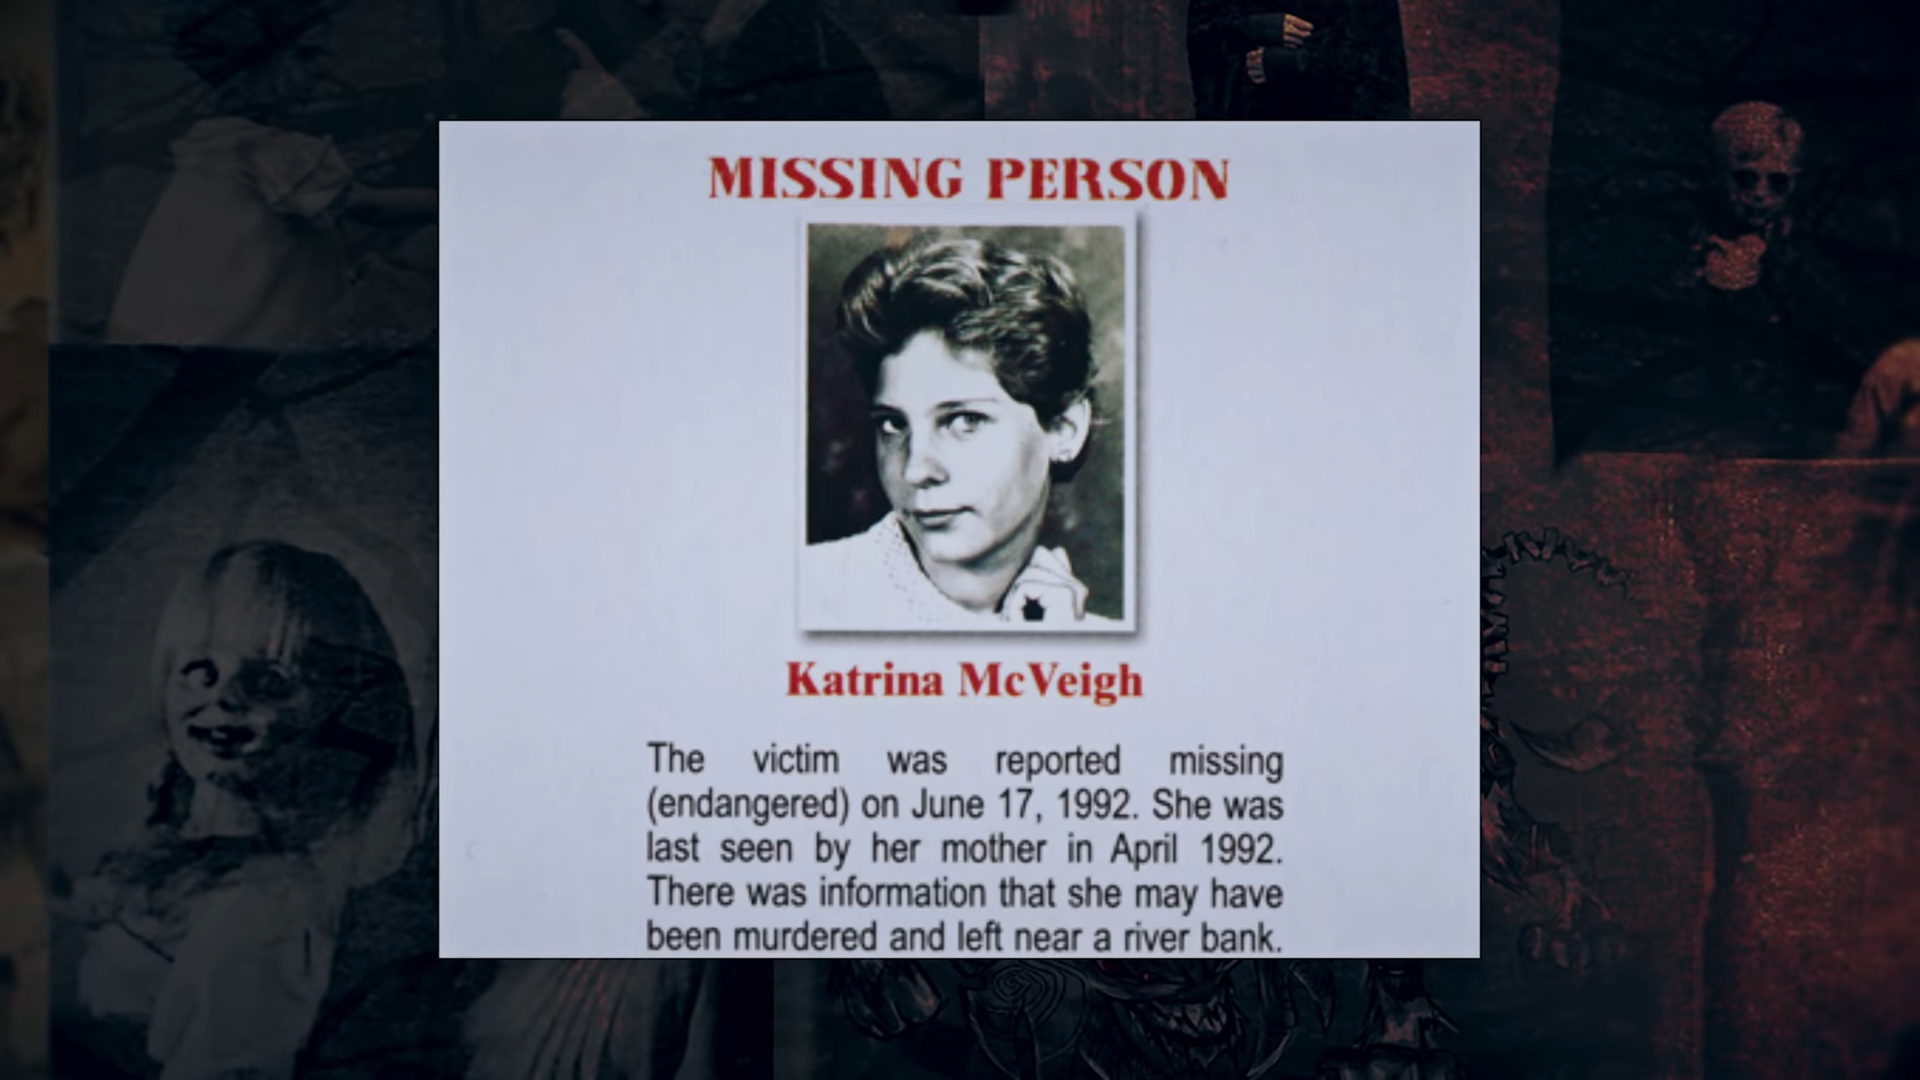 MISSING PERSON
Katrina McVeigh
The victim was reported missing
(endangered) on June 17, 1992. She was
last seen by her mother in April 1992.
There was information that she may have
been murdered and left near a river bank.